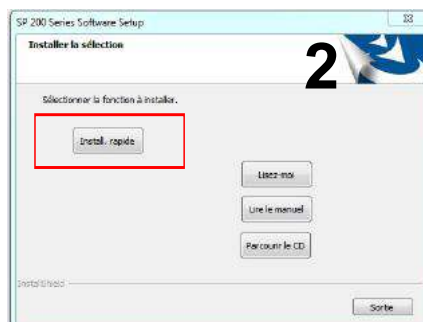 SP 200 Series Software Setup
Installer la sélection
2
Sélectionner la fonction à installer.
Install. rapide
Lisez-moi
Lire le manuel
Parcourir le CD
InstallShield
Sortie